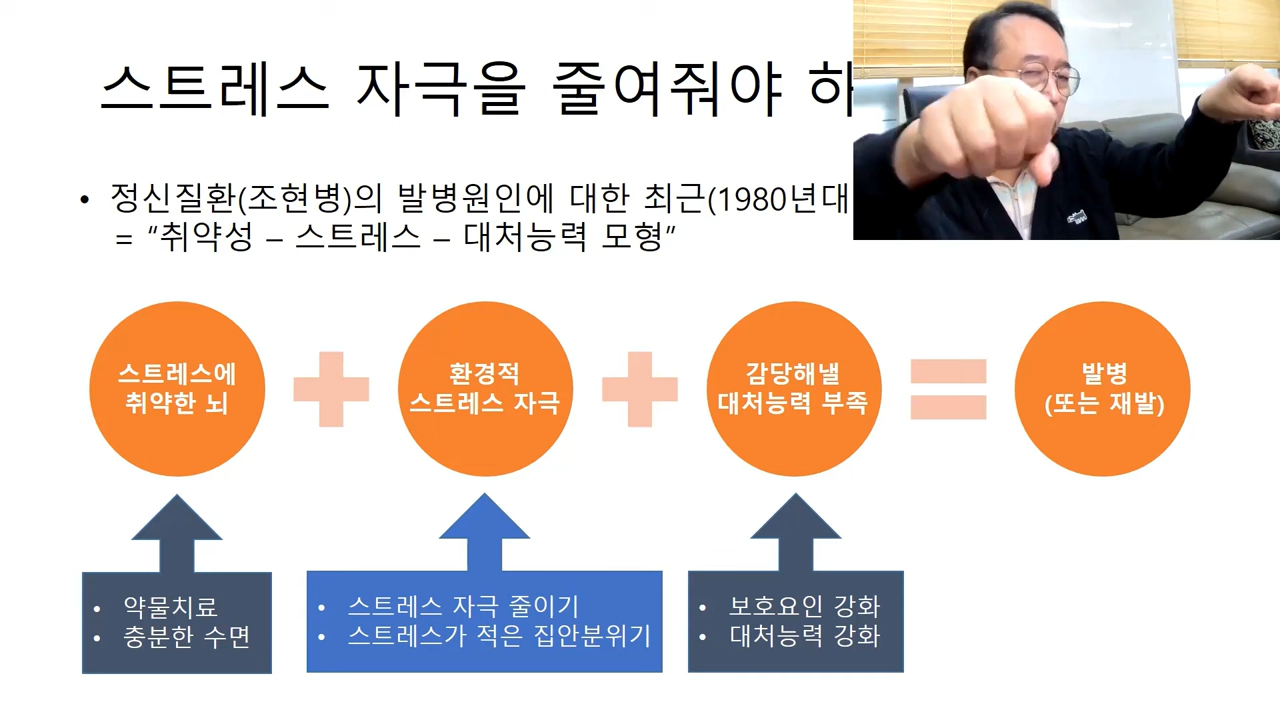 스트레스 자극을 줄여줘야 하
• 정신질환(조현병)의 발병원인에 대한 최근(1980년대
= “취약성 – 스트레스 – 대처능력 모형”
스트레스에
취약한 뇌
환경적
스트레스 자극
감당해낼
대처능력 부족
발병
(또는 재발)
• 약물치료
• 충분한 수면
• 스트레스 자극 줄이기
• 스트레스가 적은 집안분위기
• 보호요인 강화
• 대처능력 강화